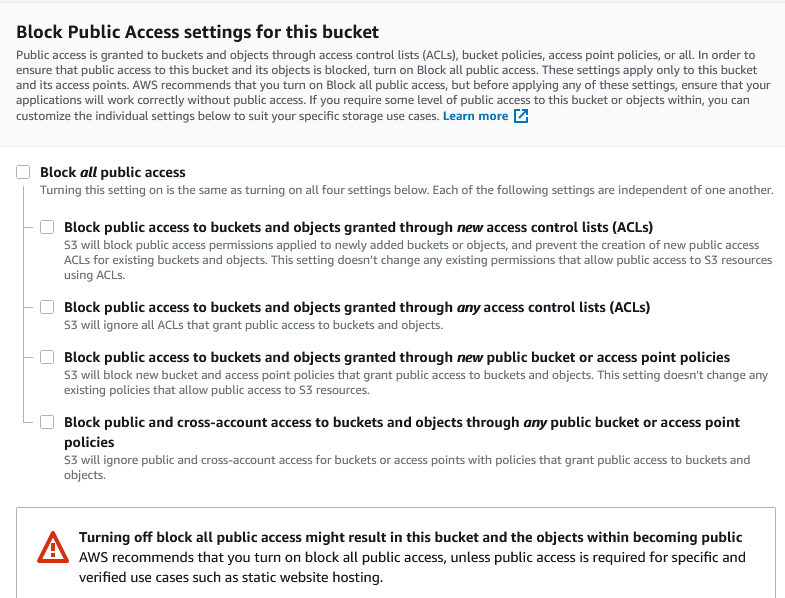 Block Public Access settings for this bucket
Public access is granted to buckets and objects through access control lists (ACLs), bucket policies, access point policies, or all. In order to
ensure that public access to this bucket and its objects is blocked, turn on Block all public access. These settings apply only to this bucket
and its access points. AWS recommends that you turn on Block all public access, but before applying any of these settings, ensure that your
applications will work correctly without public access. If you require some level of public access to this bucket or objects within, you can
customize the individual settings below to suit your specific storage use cases. Learn more
Block all public access
Turning this setting on is the same as turning on all four settings below. Each of the following settings are independent of one another.
Block public access to buckets and objects granted through new access control lists (ACLs)
S3 will block public access permissions applied to newly added buckets or objects, and prevent the creation of new public access
ACLs for existing buckets and objects. This setting doesn't change any existing permissions that allow public access to S3 resources
using ACLs.
Block public access to buckets and objects granted through any access control lists (ACLs)
S3 will ignore all ACLs that grant public access to buckets and objects.
Block public access to buckets and objects granted through new public bucket or access point policies
S3 will block new bucket and access point policies that grant public access to buckets and objects. This setting doesn't change any
existing policies that allow public access to S3 resources.
Block public and cross-account access to buckets and objects through any public bucket or access point
policies
S3 will ignore public and cross-account access for buckets or access points with policies that grant public access to buckets and
objects.
Turning off block all public access might result in this bucket and the objects within becoming public
AWS recommends that you turn on block all public access, unless public access is required for specific and
verified use cases such as static website hosting.